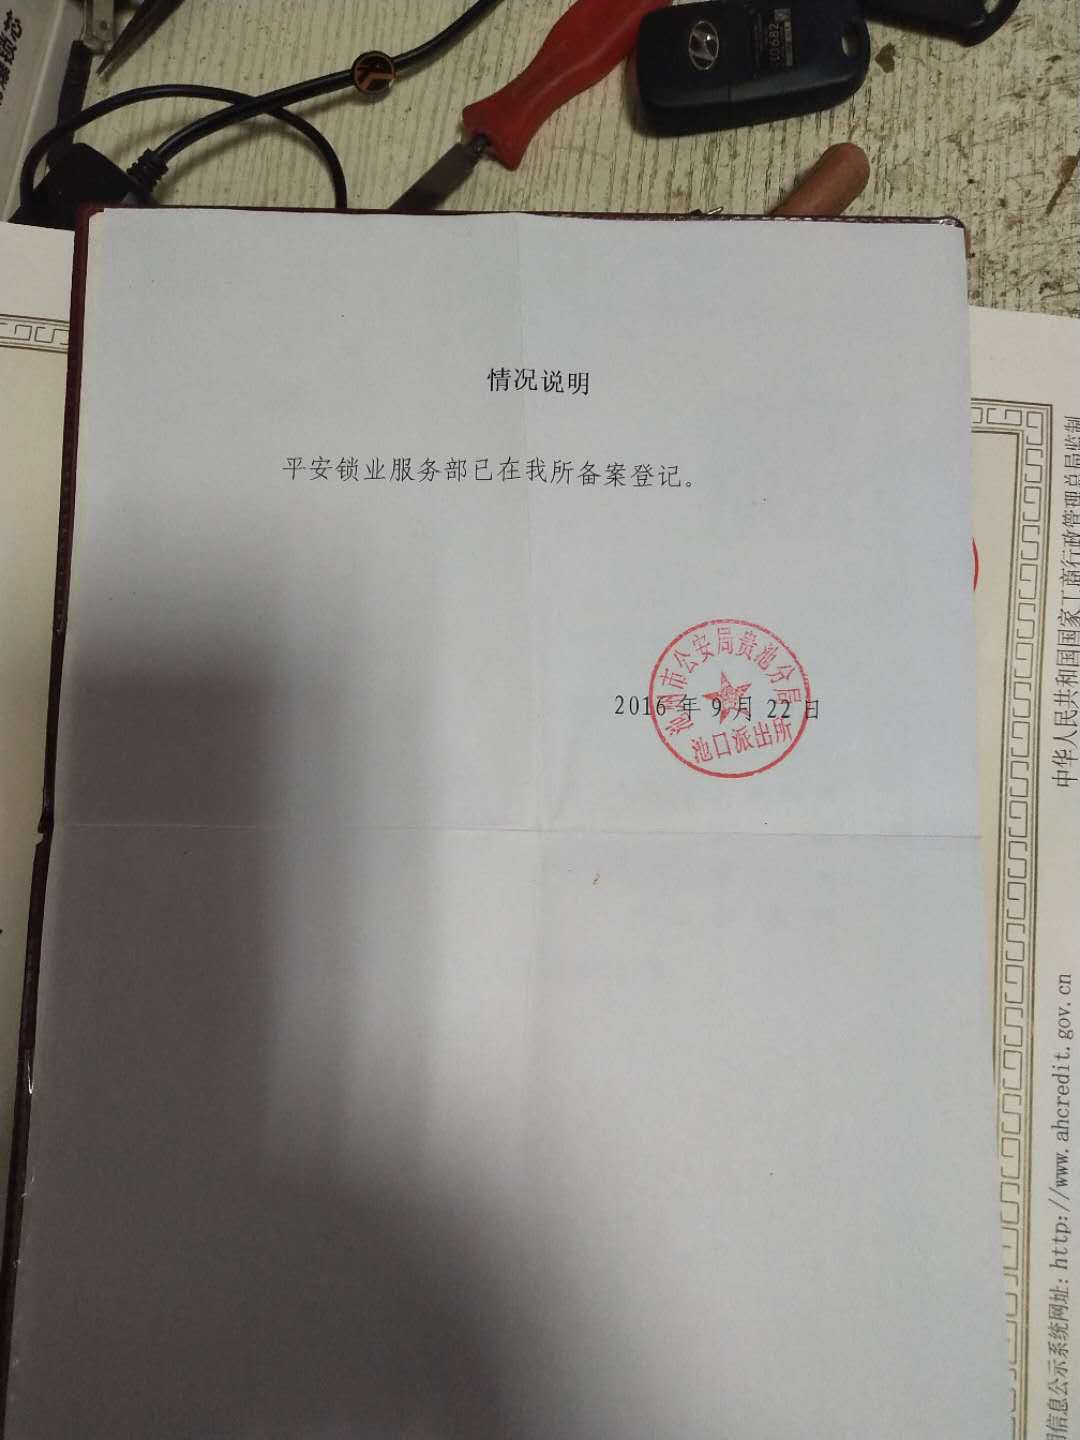 情况说明
平安锁业服务部已在我所备案登记。
2016年9月22日
池州市公安局贵池分局
池口派出所
中华人民共和国国家工商行政管理总局监制
信息公示系统网址: http://www.ahcredit.gov.cn